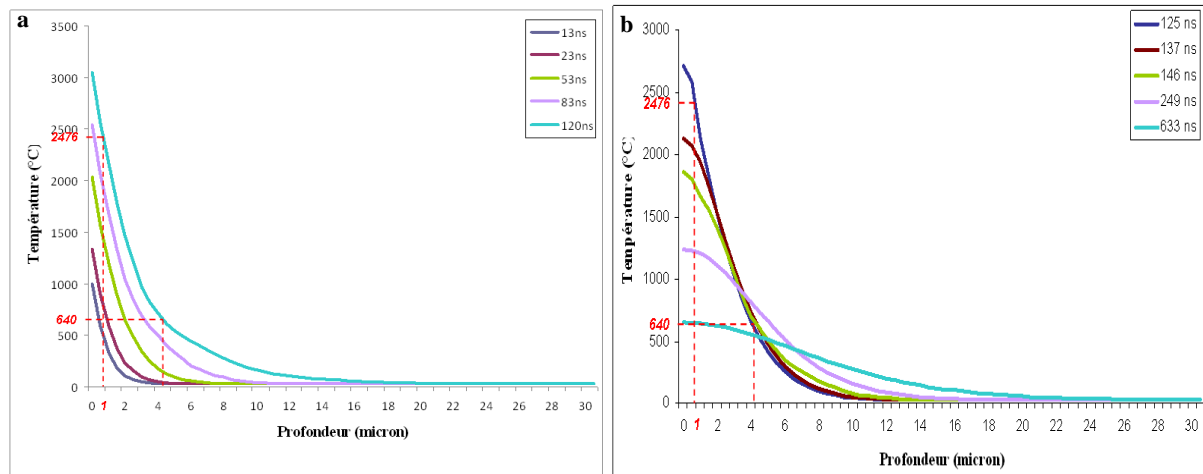 a
3500
3000
2500
2476
2000
1500
1000
640
500
0
Température (°C)
0 1 2 4 6 8 10 12 14 16 18 20 22 24 26 28 30
Profondeur (micron)
13ns
23ns
53ns
83ns
120ns
b
3000
2500
2476
2000
1500
1000
640
500
0
Température (°C)
0 1 2 4 6 8 10 12 14 16 18 20 22 24 26 28 30
Profondeur (micron)
125 ns
137 ns
146 ns
249 ns
633 ns